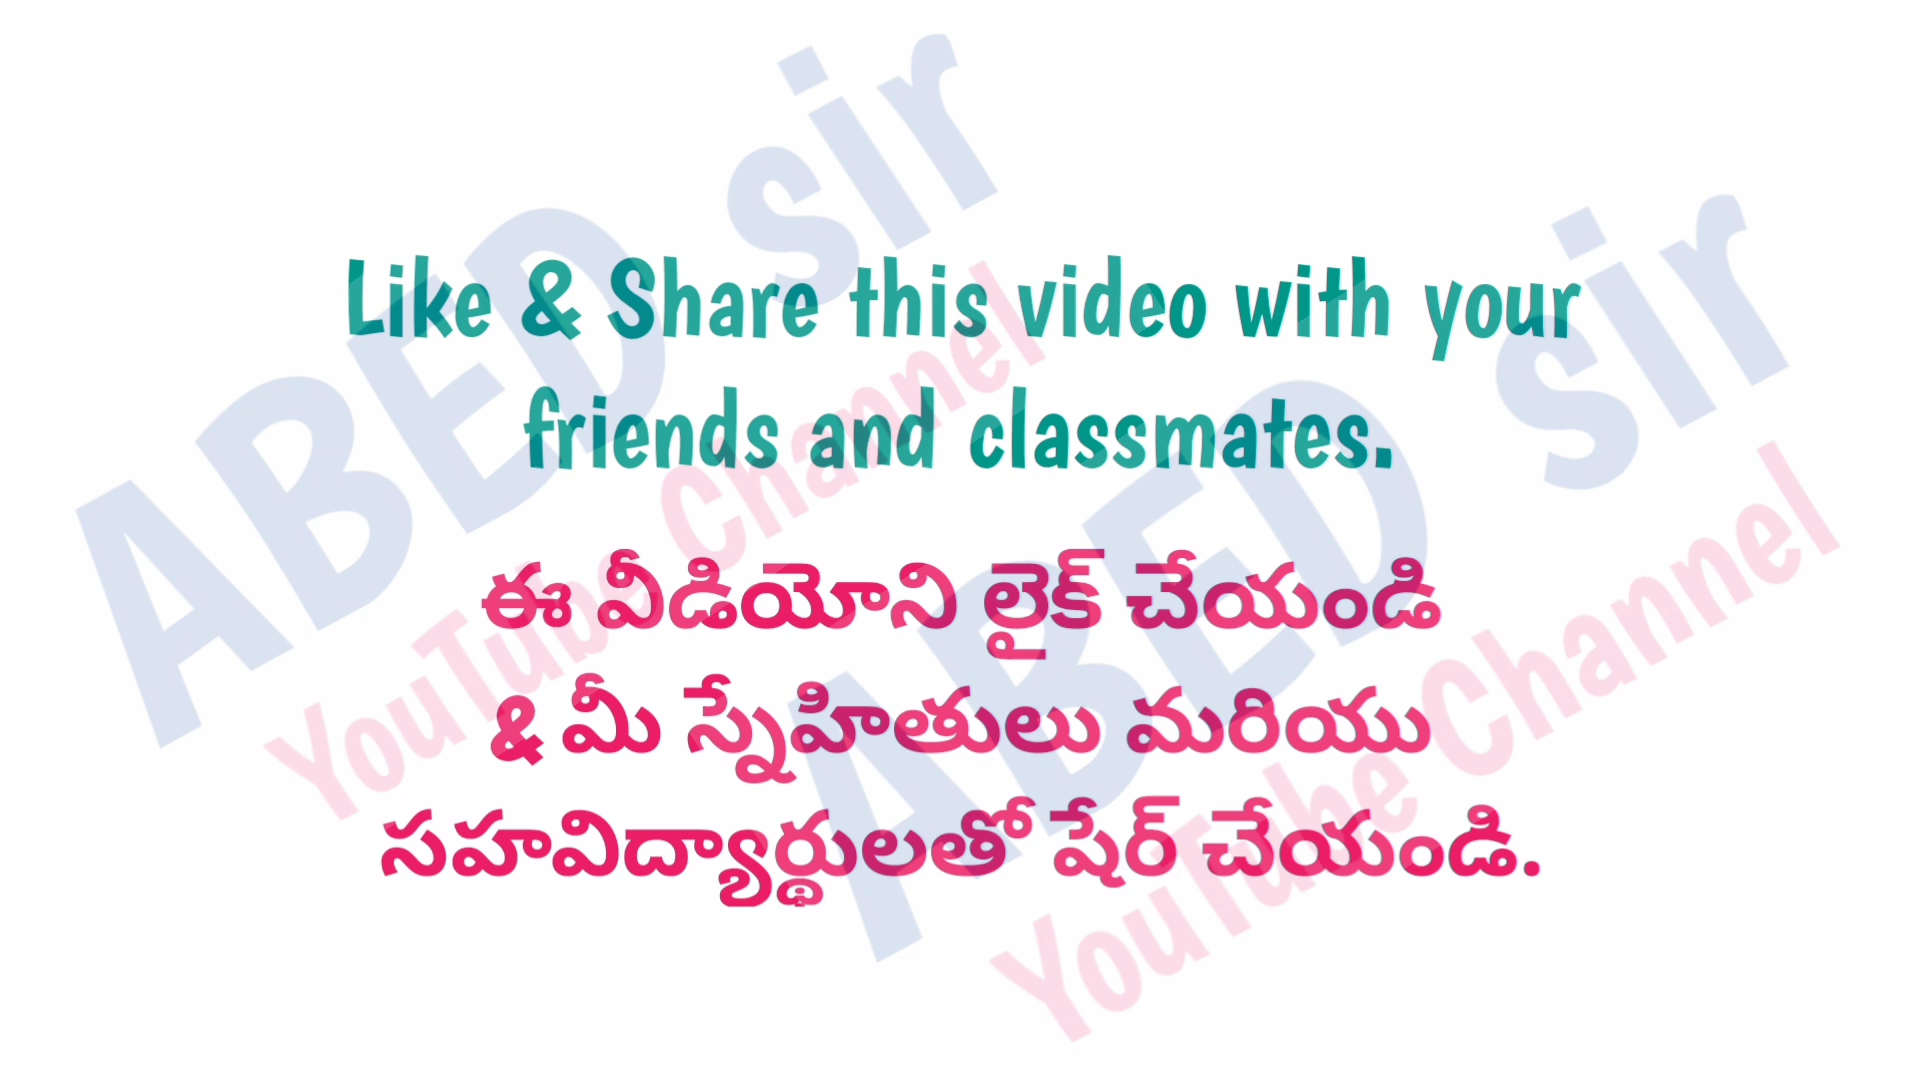 Like & Share this video with your
friends and classmates.
ఈ వీడియోని లైక్ చేయండి
& మీ స్నేహితులు మరియు
సహవిద్యార్థులతో షేర్ చేయండి.
ABED sir
YouTube Channel
ABED sir
YouTube Channel